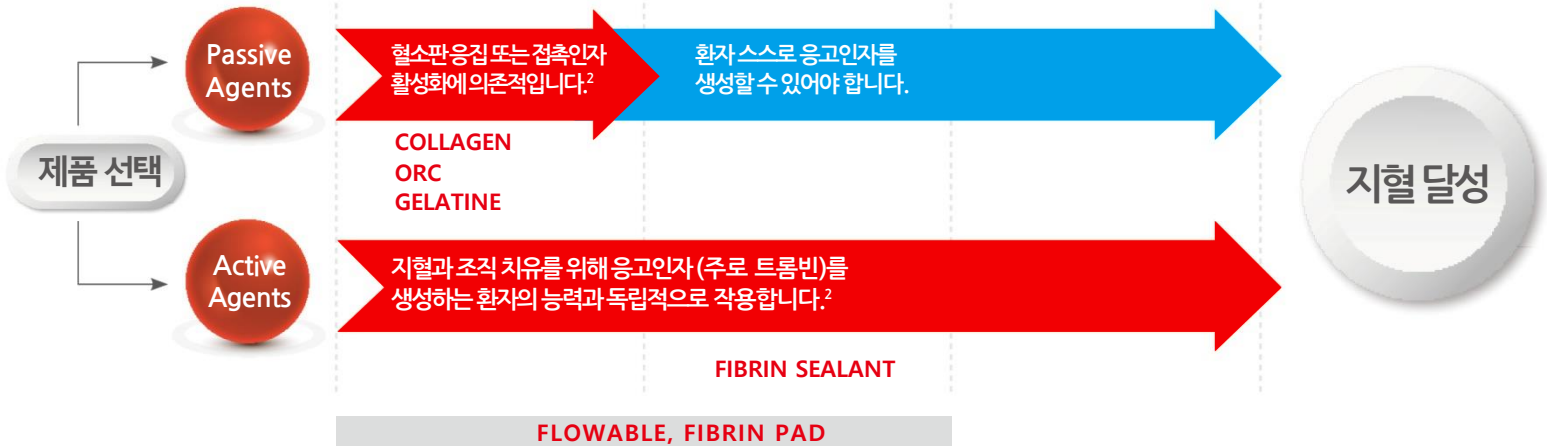 Passive
Agents
혈소판 응집 또는 접촉인자
활성화에 의존적입니다.2
환자 스스로 응고인자를
생성할 수 있어야 합니다.
COLLAGEN
ORC
GELATINE
제품 선택
지혈 달성
Active
Agents
지혈과 조직 치유를 위해 응고인자 (주로 트롬빈)를
생성하는 환자의 능력과 독립적으로 작용합니다.2
FIBRIN SEALANT
FLOWABLE, FIBRIN PAD